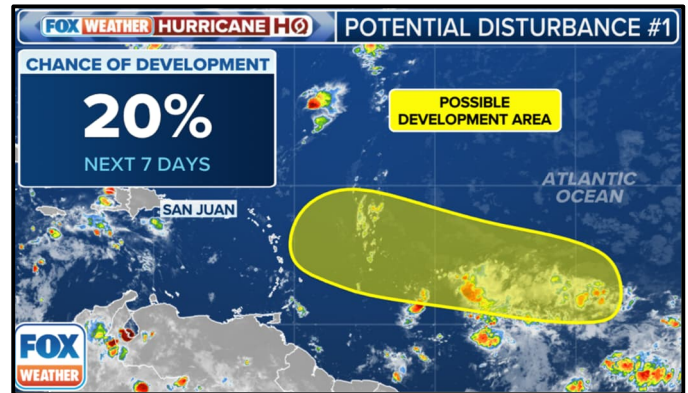 FOX WEATHER HURRICANE HQ
POTENTIAL DISTURBANCE #1
CHANCE OF DEVELOPMENT
20%
NEXT 7 DAYS
POSSIBLE
DEVELOPMENT AREA
ATLANTIC
OCEAN
SAN JUAN
FOX
WEATHER